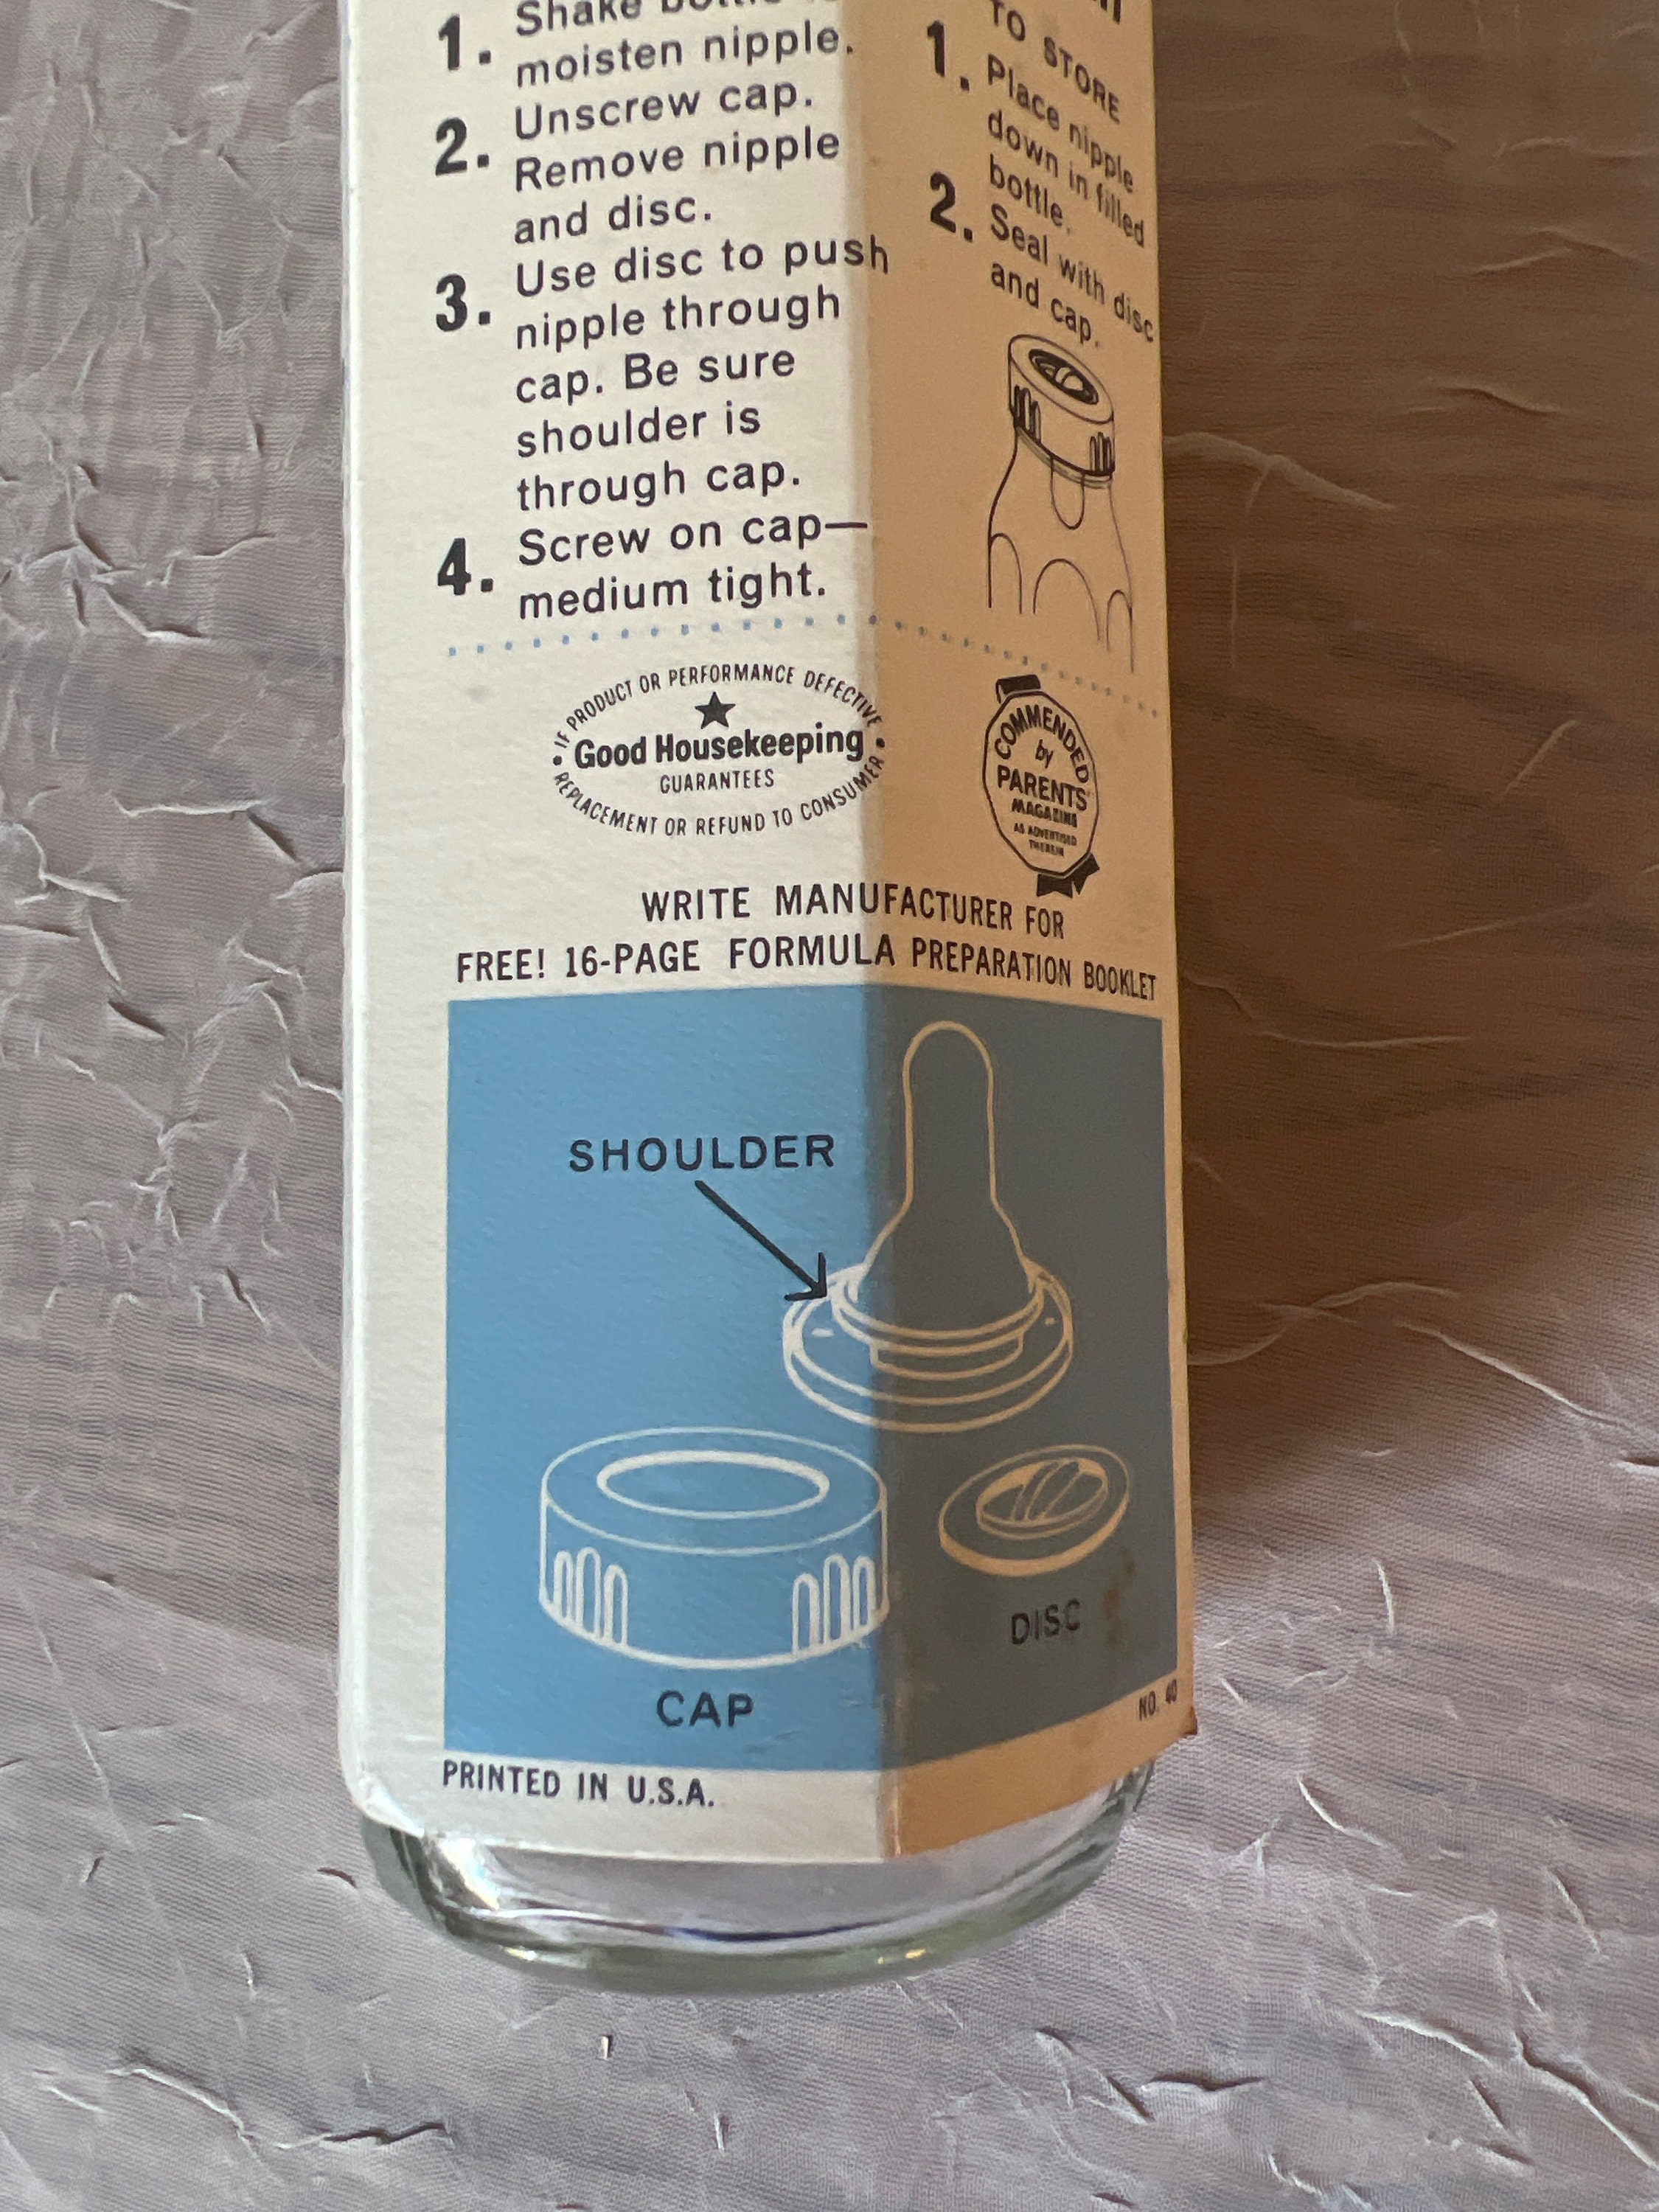 1. Shake
moisten nipple.
2. Unscrew cap.
Remove nipple
and disc.
3. Use disc to push
nipple through
cap. Be sure
shoulder is
through cap.
4. Screw on cap—
medium tight.
TO STORE
1. Place nipple
down in filled
bottle.
2. Seal with disc
and cap.
IF PRODUCT OR PERFORMANCE DEFECTIVE
Good Housekeeping
GUARANTEES
REPLACEMENT OR REFUND TO CONSUMER
COMMENDED
by
PARENTS'
MAGAZINE
AS ADVERTISED
THEREIN
WRITE MANUFACTURER FOR
FREE! 16-PAGE FORMULA PREPARATION BOOKLET
SHOULDER
DISC
CAP
NO. 40
PRINTED IN U.S.A.